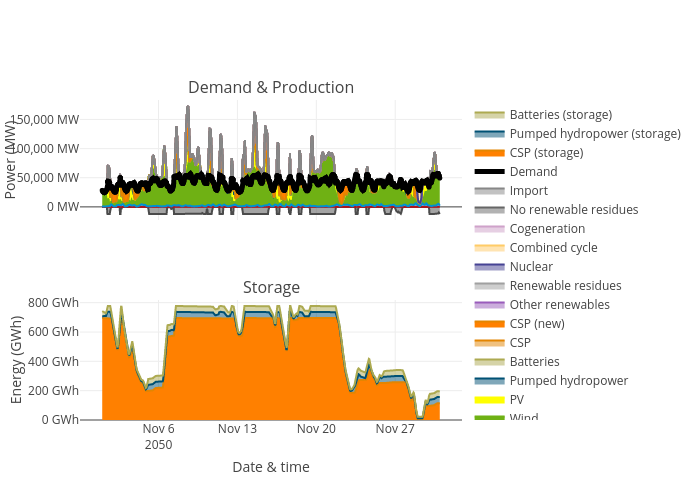 Demand & Production
150,000 MW
100,000 MW
50,000 MW
0 MW
Power (MW)
Storage
800 GWh
600 GWh
400 GWh
200 GWh
0 GWh
Energy (GWh)
Nov 6
2050
Nov 13
Nov 20
Nov 27
Date & time
Batteries (storage)
Pumped hydropower (storage)
CSP (storage)
Demand
Import
No renewable residues
Cogeneration
Combined cycle
Nuclear
Renewable residues
Other renewables
CSP (new)
CSP
Batteries
Pumped hydropower
PV
Wind